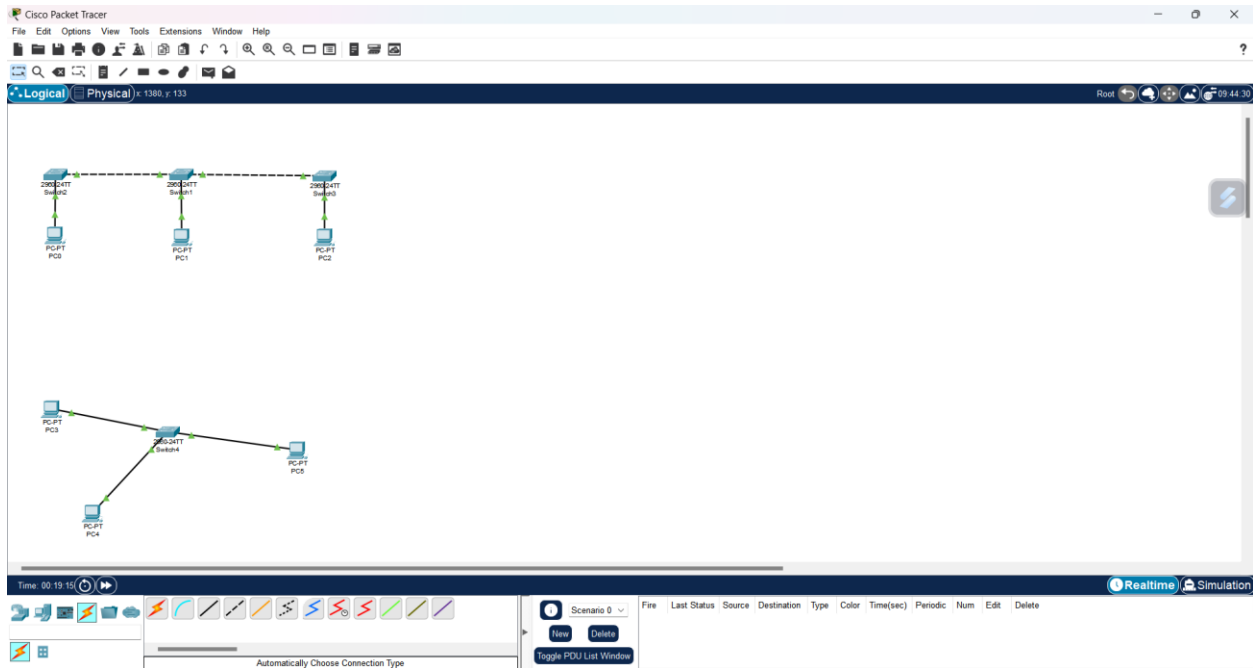 Cisco Packet Tracer
File Edit Options View Tools Extensions Window Help
?
Logical Physical x: 1380, y: 133 Root 09:44:30
2960-24TT 2960-24TT 2960-24TT
Switch2 Switch1 Switch3
PC-PT PC-PT PC-PT
PC0 PC1 PC2
PC-PT
PC3
2960-24TT
Switch4
PC-PT
PC5
PC-PT
PC4
Time: 00:19:15 Realtime Simulation
Scenario 0 Fire Last Status Source Destination Type Color Time(sec) Periodic Num Edit Delete
New Delete
Toggle PDU List Window
Automatically Choose Connection Type